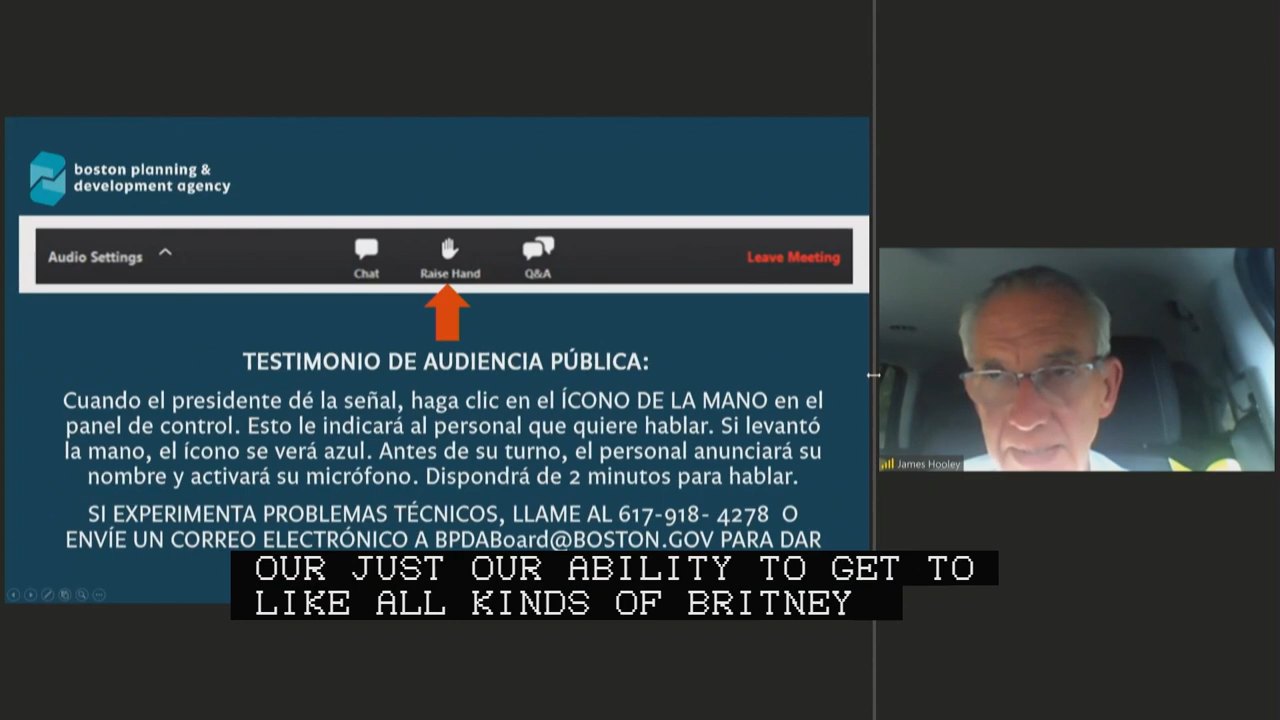 boston planning &
development agency
Audio Settings
Chat
Raise Hand
Q&A
Leave Meeting
TESTIMONIO DE AUDIENCIA PÚBLICA:
Cuando el presidente dé la señal, haga clic en el ÍCONO DE LA MANO en el
panel de control. Esto le indicará al personal que quiere hablar. Si levantó
la mano, el ícono se verá azul. Antes de su turno, el personal anunciará su
nombre y activará su micrófono. Dispondrá de 2 minutos para hablar.
SI EXPERIMENTA PROBLEMAS TÉCNICOS, LLAME AL 617-918- 4278 O
ENVÍE UN CORREO ELECTRÓNICO A BPDABoard@BOSTON.GOV PARA DAR
OUR JUST OUR ABILITY TO GET TO
LIKE ALL KINDS OF BRITNEY
James Hooley